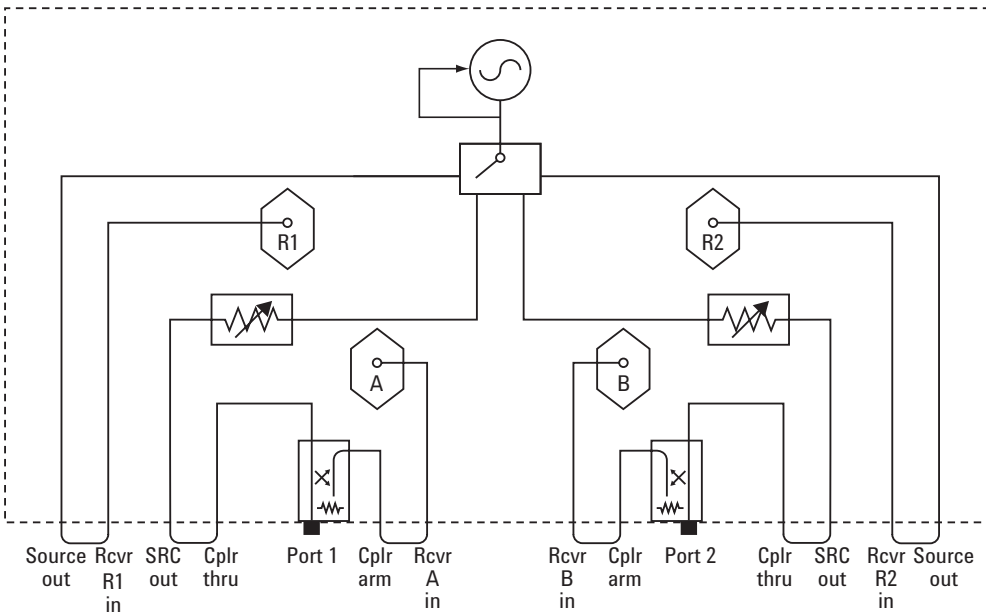 R1
R2
A
B
Source
out
Rcvr
R1
in
SRC
out
Cplr
thru
Port 1
Cplr
arm
Rcvr
A
in
Rcvr
B
in
Cplr
arm
Port 2
Cplr
thru
SRC
out
Rcvr
R2
in
Source
out